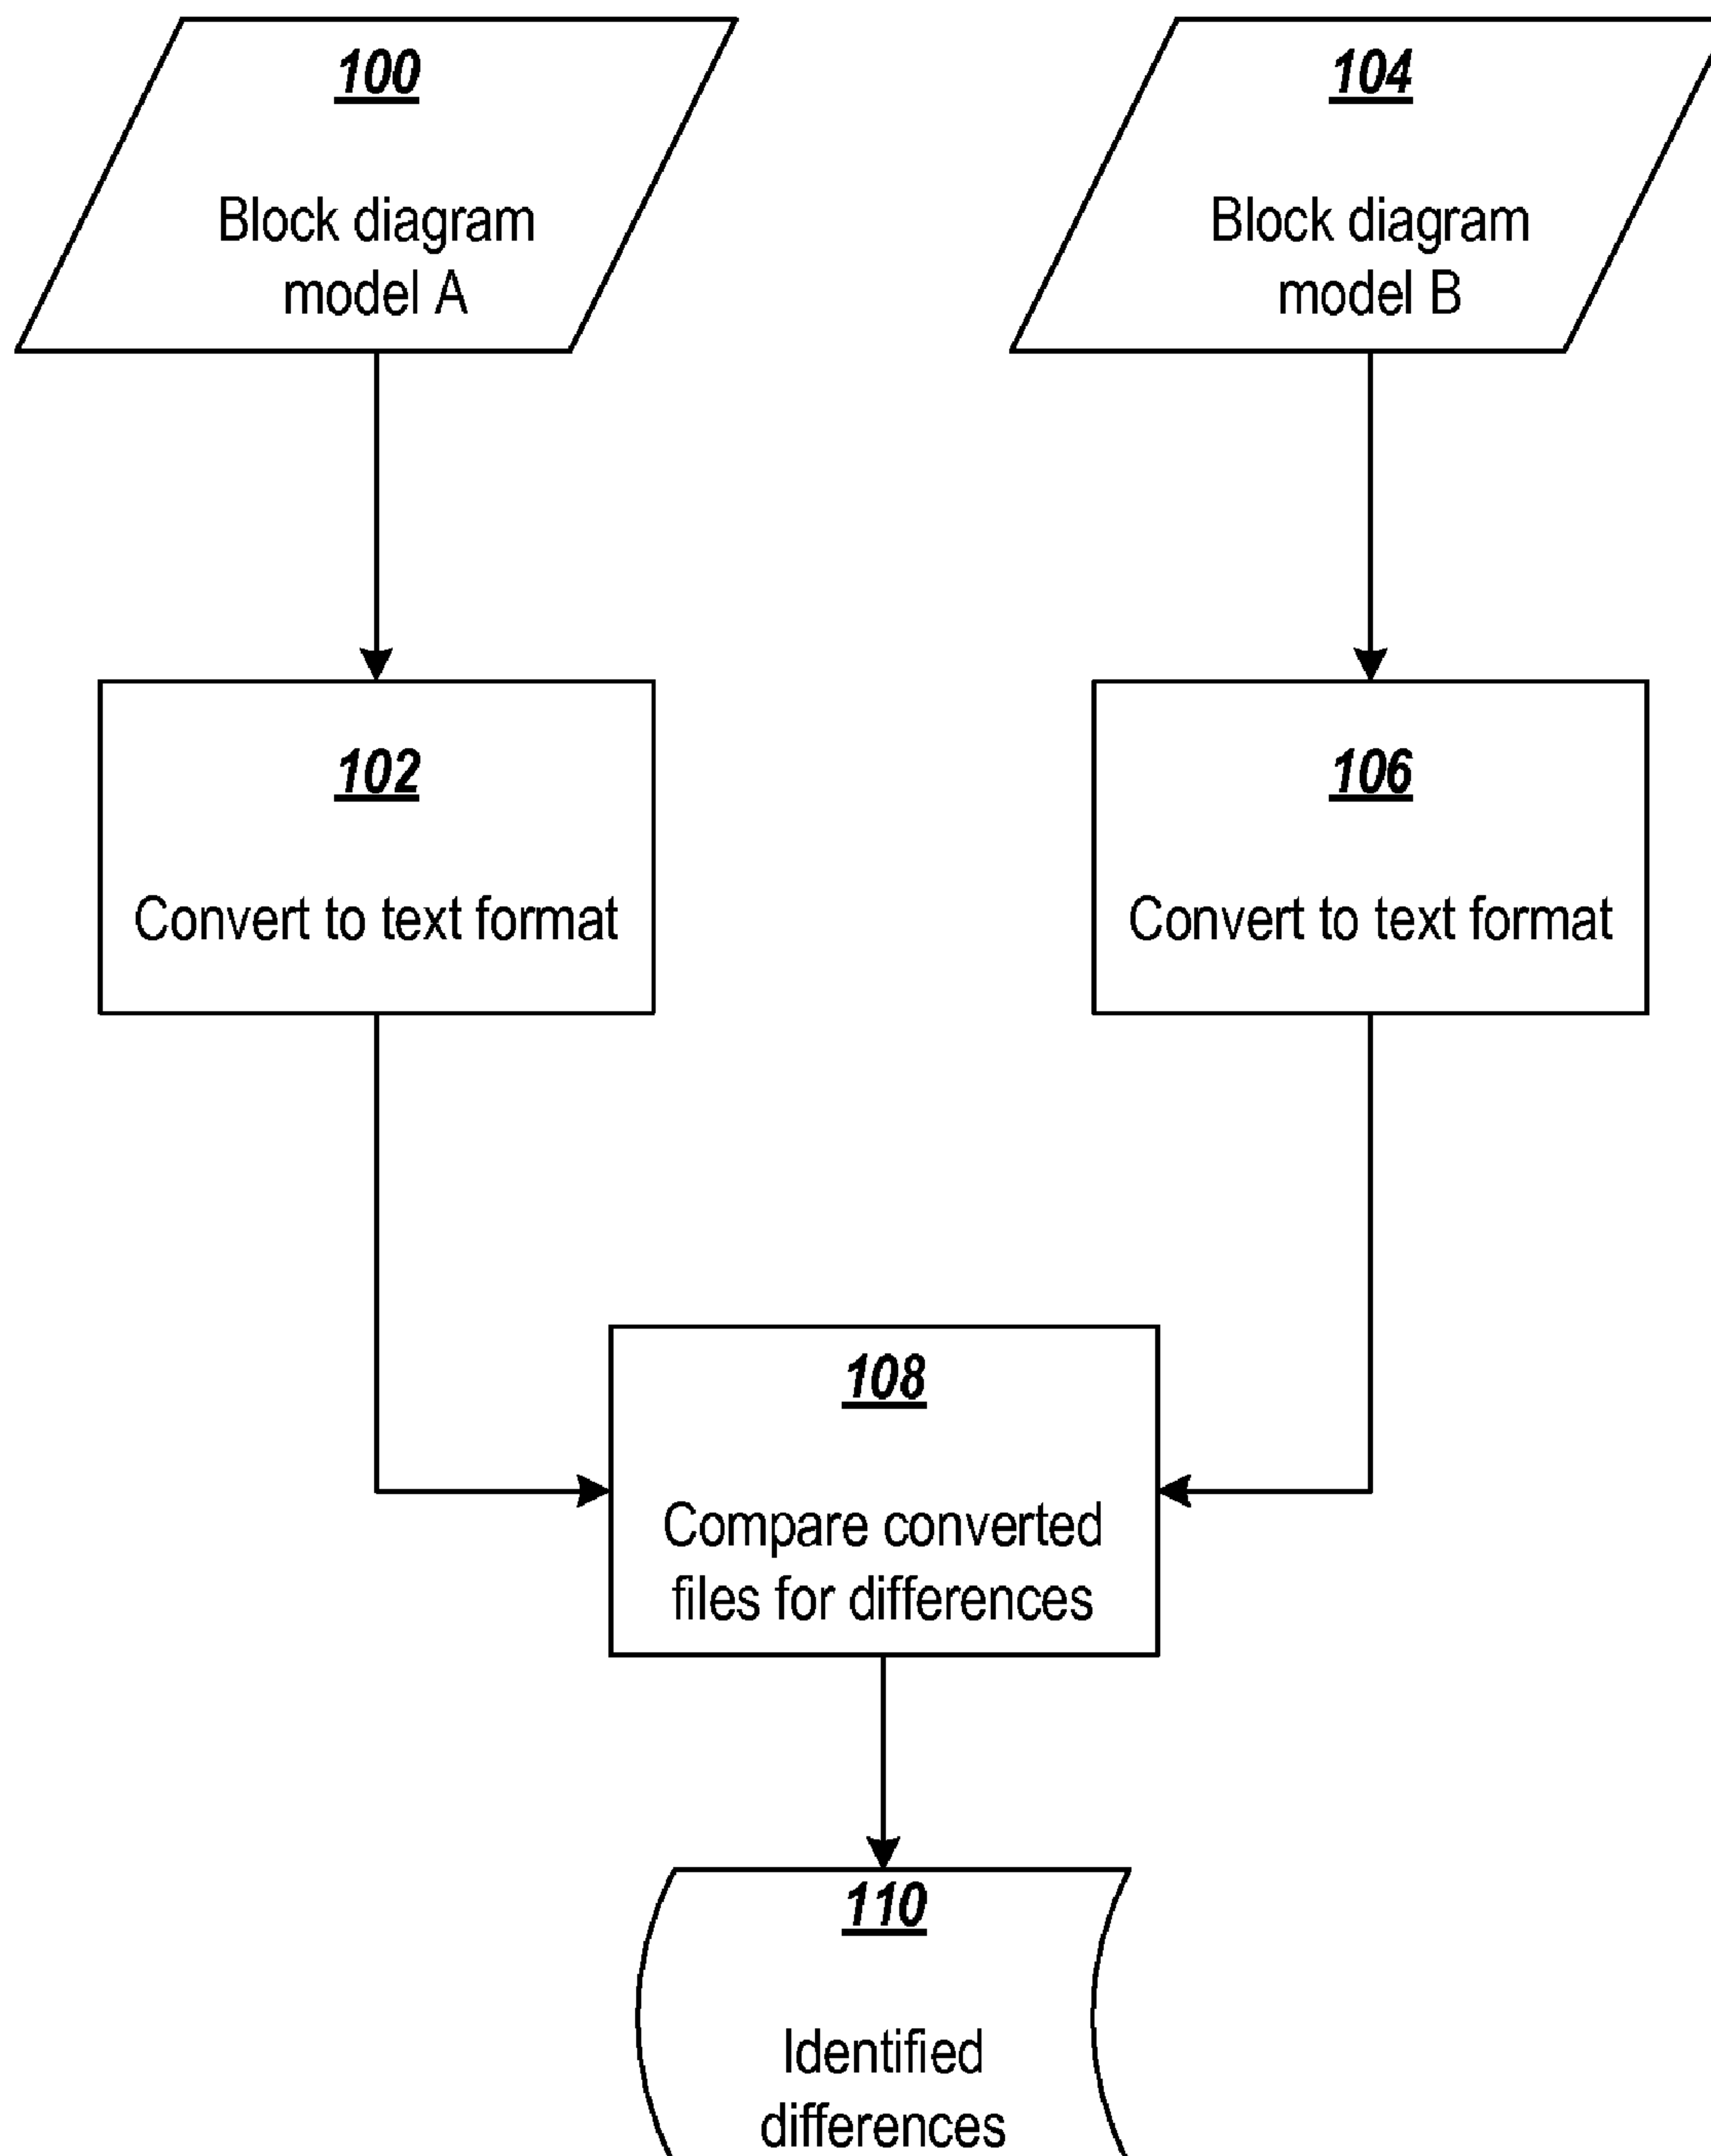 100
Block diagram
model A
104
Block diagram
model B
102
Convert to text format
106
Convert to text format
108
Compare converted
files for differences
110
Identified
differences